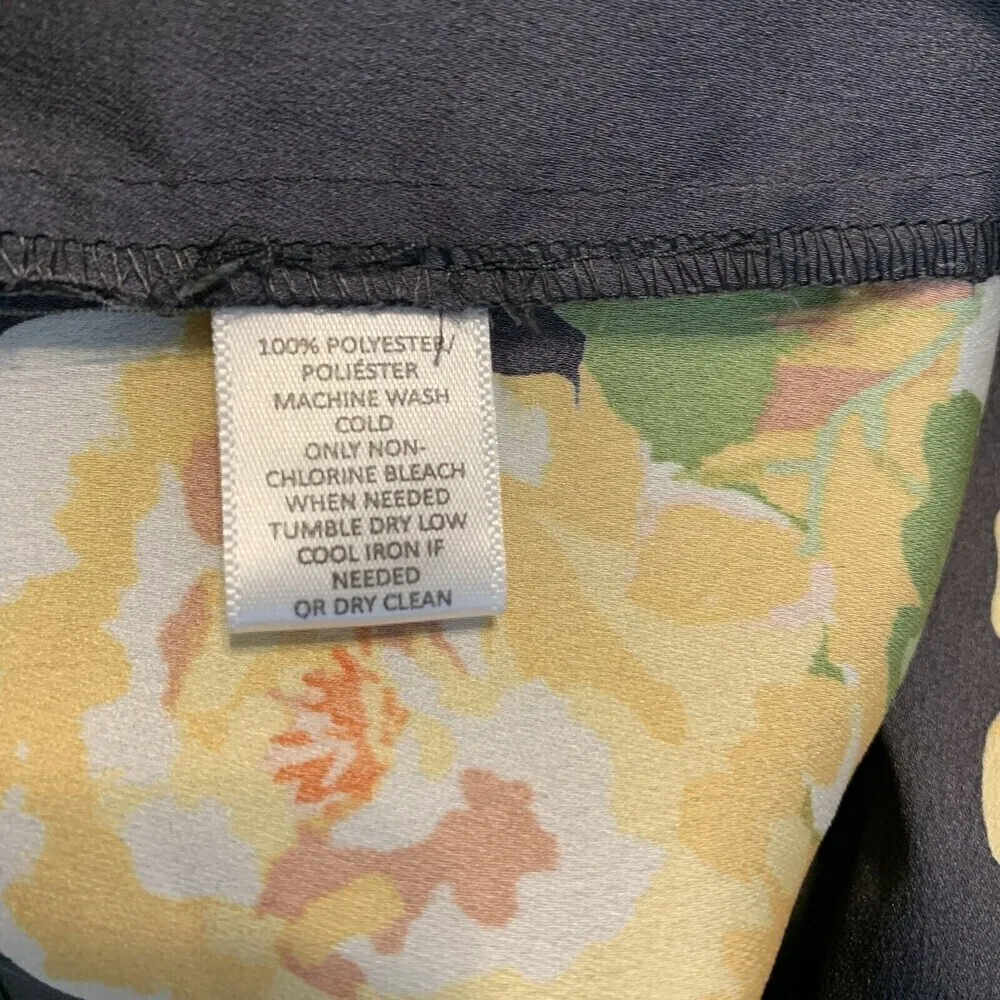 100% POLYESTER/
POLIÉSTER
MACHINE WASH
COLD
ONLY NON-
CHLORINE BLEACH
WHEN NEEDED
TUMBLE DRY LOW
COOL IRON IF
NEEDED
OR DRY CLEAN